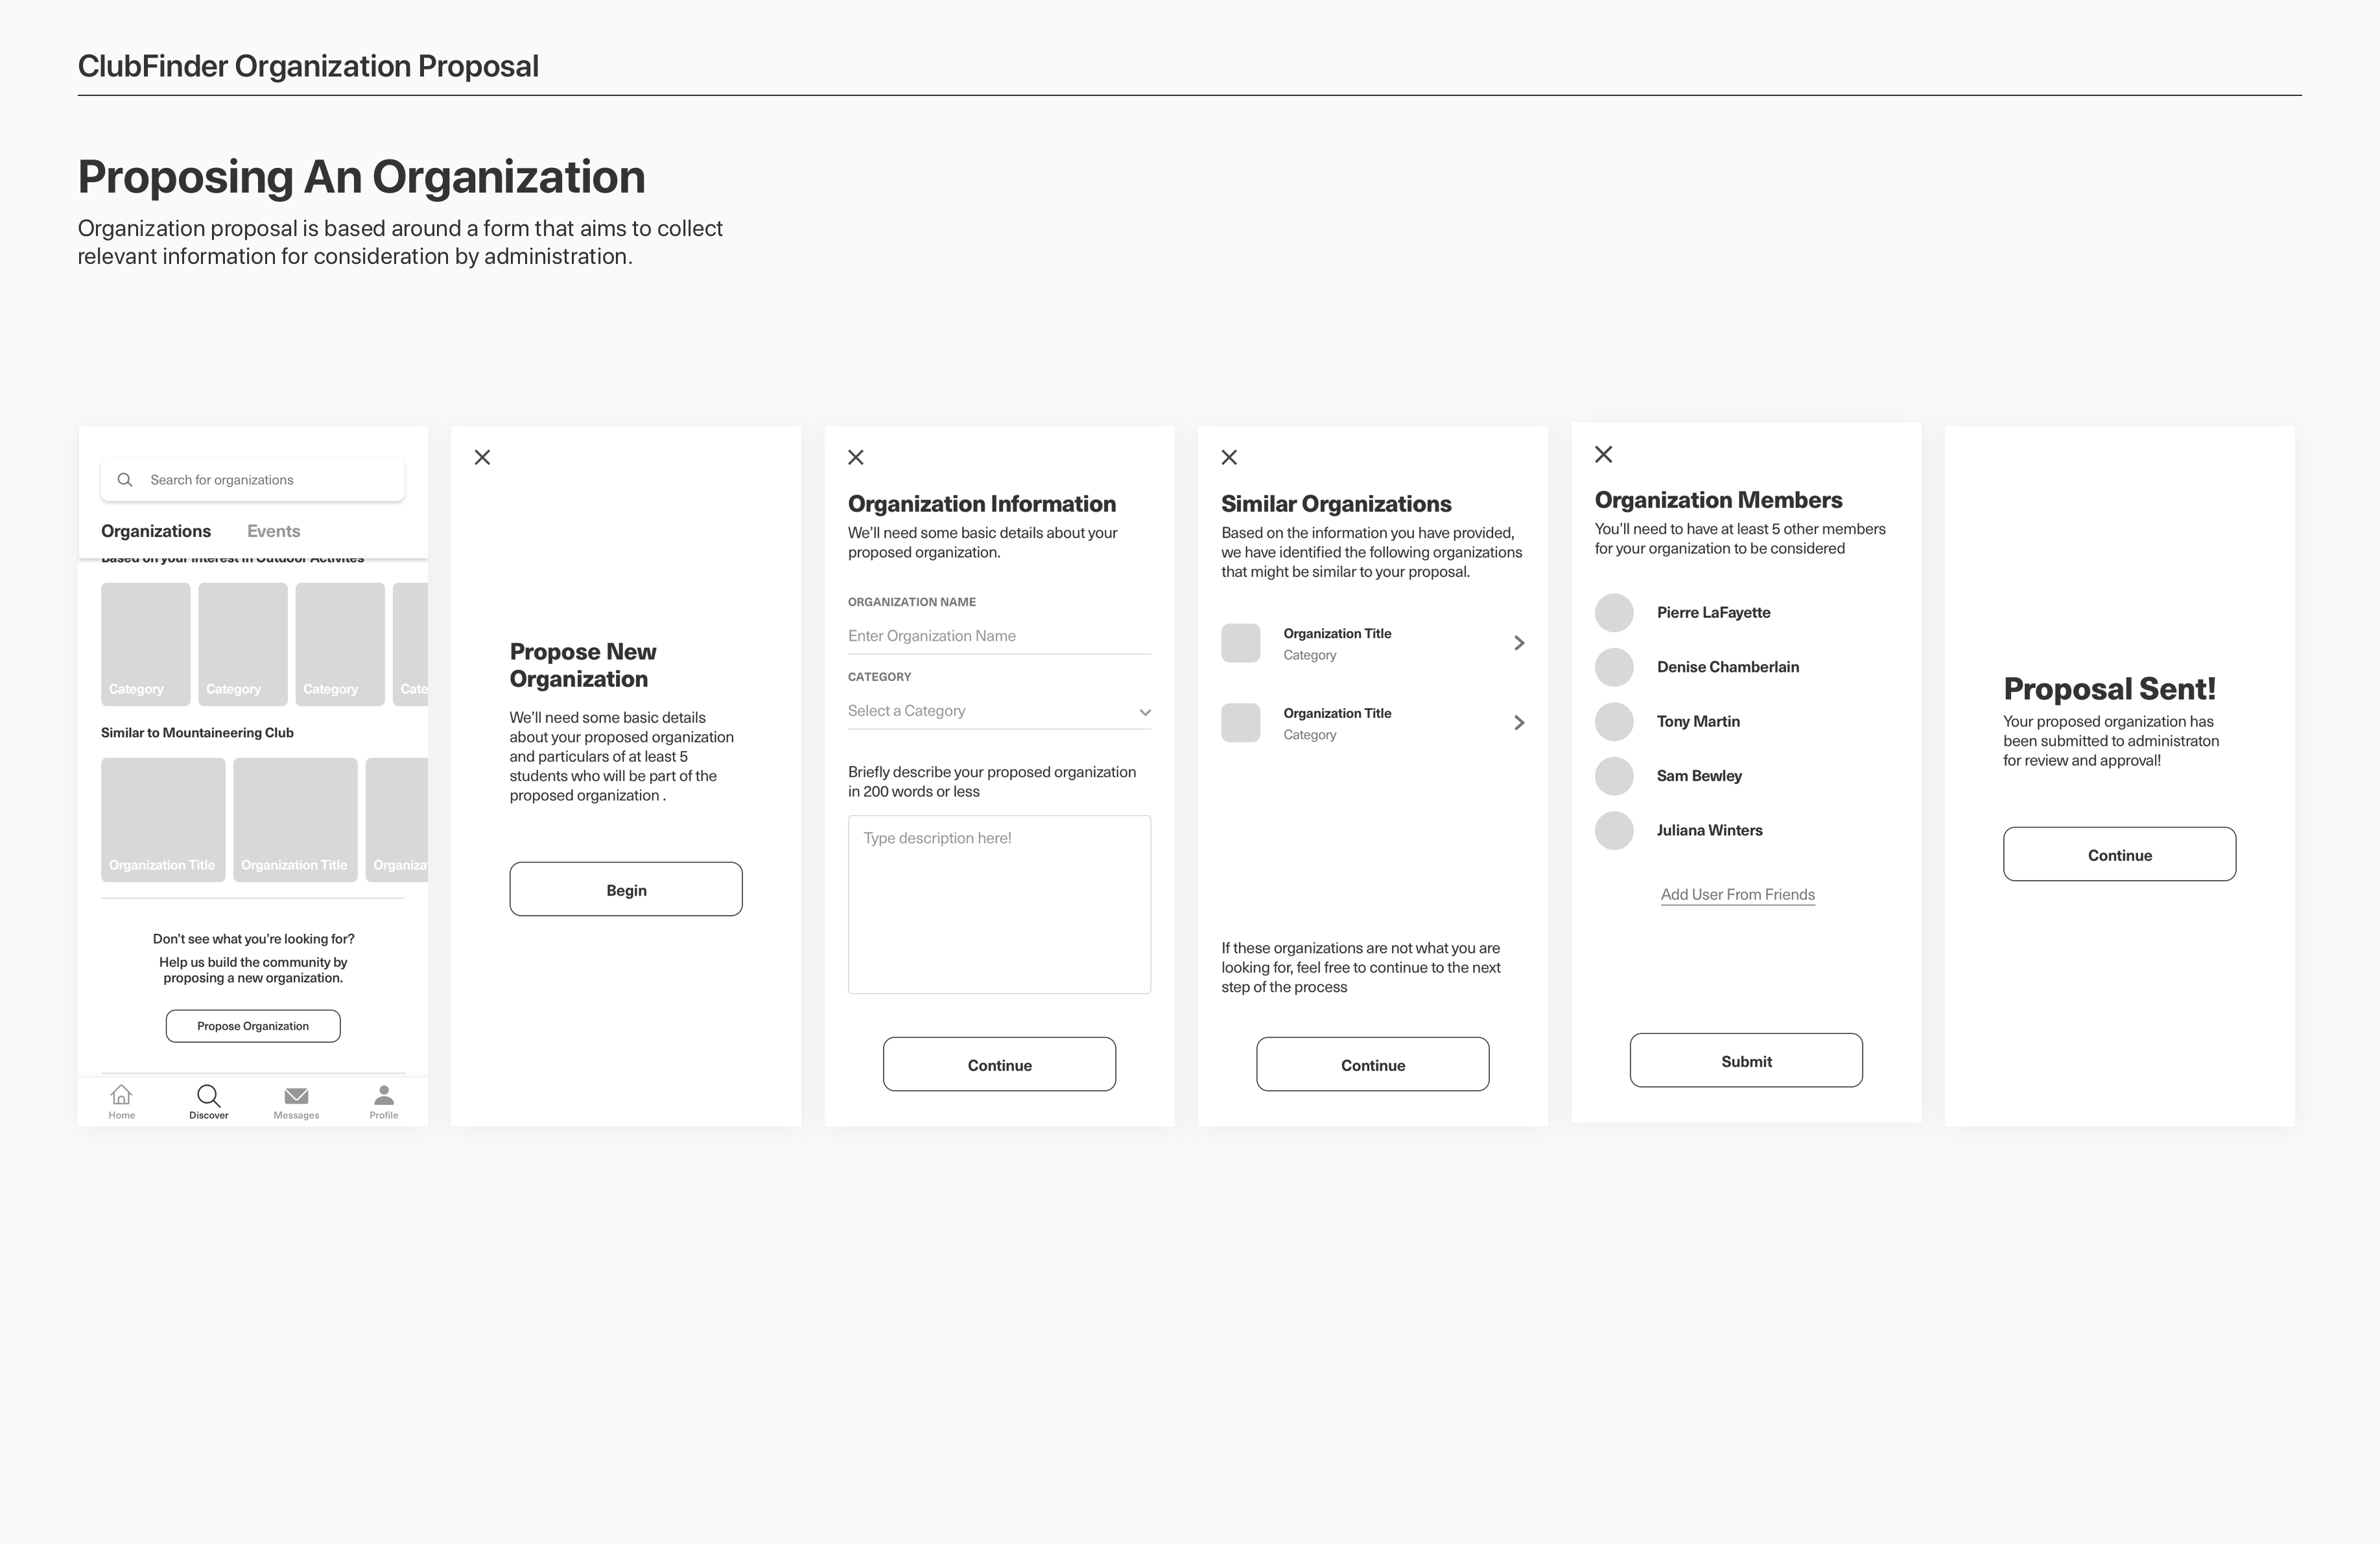 ClubFinder Organization Proposal
Proposing An Organization
Organization proposal is based around a form that aims to collect
relevant information for consideration by administration.
Search for organizations
Organizations
Events
Based on your interest in Outdoor Activites
Category
Category
Category
Cate
Similar to Mountaineering Club
Organization Title
Organization Title
Organiza
Don't see what you're looking for?
Help us build the community by
proposing a new organization.
Propose Organization
Home
Discover
Messages
Profile
Propose New
Organization
We'll need some basic details
about your proposed organization
and particulars of at least 5
students who will be part of the
proposed organization .
Begin
Organization Information
We'll need some basic details about your
proposed organization.
ORGANIZATION NAME
Enter Organization Name
CATEGORY
Select a Category
Briefly describe your proposed organization
in 200 words or less
Type description here!
Continue
Similar Organizations
Based on the information you have provided,
we have identified the following organizations
that might be similar to your proposal.
Organization Title
Category
Organization Title
Category
If these organizations are not what you are
looking for, feel free to continue to the next
step of the process
Continue
Organization Members
You'll need to have at least 5 other members
for your organization to be considered
Pierre LaFayette
Denise Chamberlain
Tony Martin
Sam Bewley
Juliana Winters
Add User From Friends
Submit
Proposal Sent!
Your proposed organization has
been submitted to administraton
for review and approval!
Continue